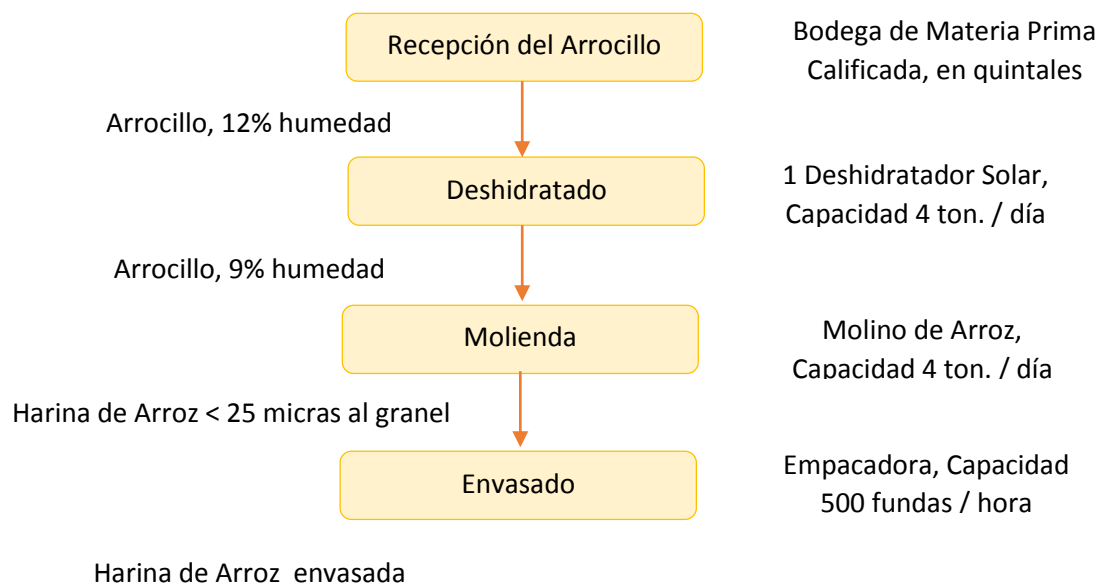 Recepción del Arrocillo
Bodega de Materia Prima
Calificada, en quintales
Arrocillo, 12% humedad
Deshidratado
1 Deshidratador Solar,
Capacidad 4 ton. / día
Arrocillo, 9% humedad
Molienda
Molino de Arroz,
Capacidad 4 ton. / día
Harina de Arroz < 25 micras al granel
Envasado
Empacadora, Capacidad
500 fundas / hora
Harina de Arroz envasada